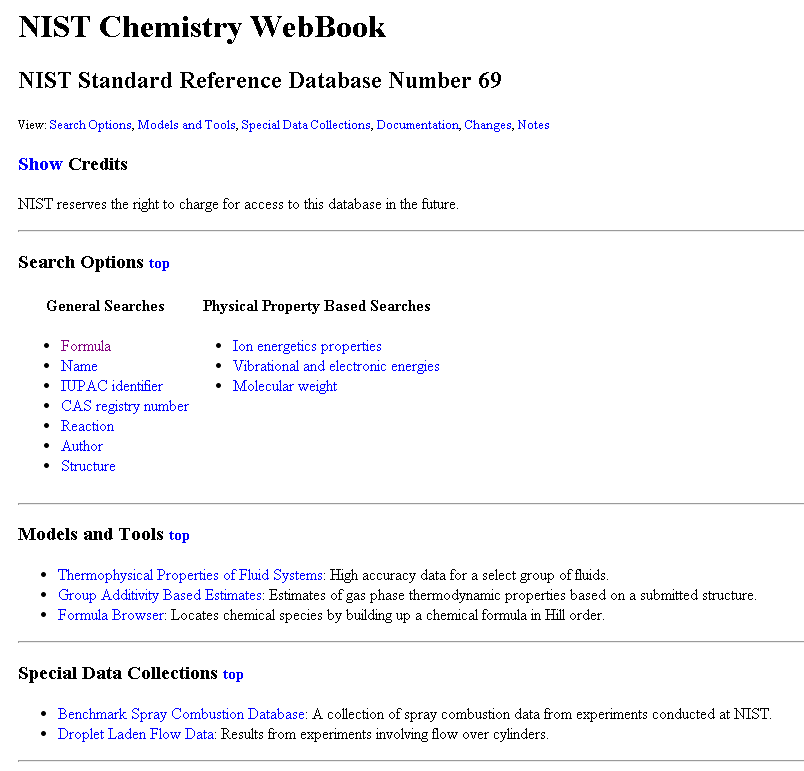 NIST Chemistry WebBook
NIST Standard Reference Database Number 69
View: Search Options, Models and Tools, Special Data Collections, Documentation, Changes, Notes
Show Credits
NIST reserves the right to charge for access to this database in the future.
Search Options top
General Searches
Formula
Name
IUPAC identifier
CAS registry number
Reaction
Author
Structure
Physical Property Based Searches
Ion energetics properties
Vibrational and electronic energies
Molecular weight
Models and Tools top
Thermophysical Properties of Fluid Systems: High accuracy data for a select group of fluids.
Group Additivity Based Estimates: Estimates of gas phase thermodynamic properties based on a submitted structure.
Formula Browser: Locates chemical species by building up a chemical formula in Hill order.
Special Data Collections top
Benchmark Spray Combustion Database: A collection of spray combustion data from experiments conducted at NIST.
Droplet Laden Flow Data: Results from experiments involving flow over cylinders.